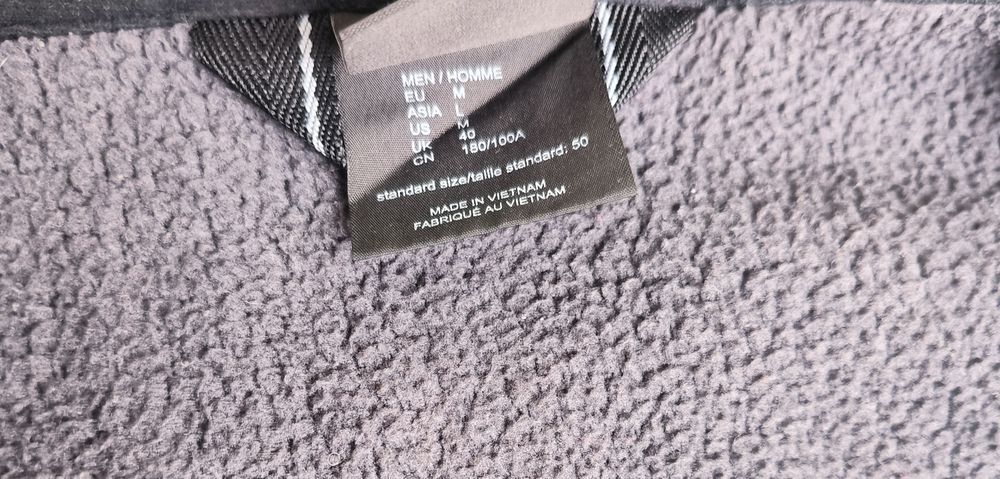 MEN / HOMME
EU M
ASIA L
US M
UK 40
CN 180/100A
standard size/taille standard: 50
MADE IN VIETNAM
FABRIQUÉ AU VIETNAM